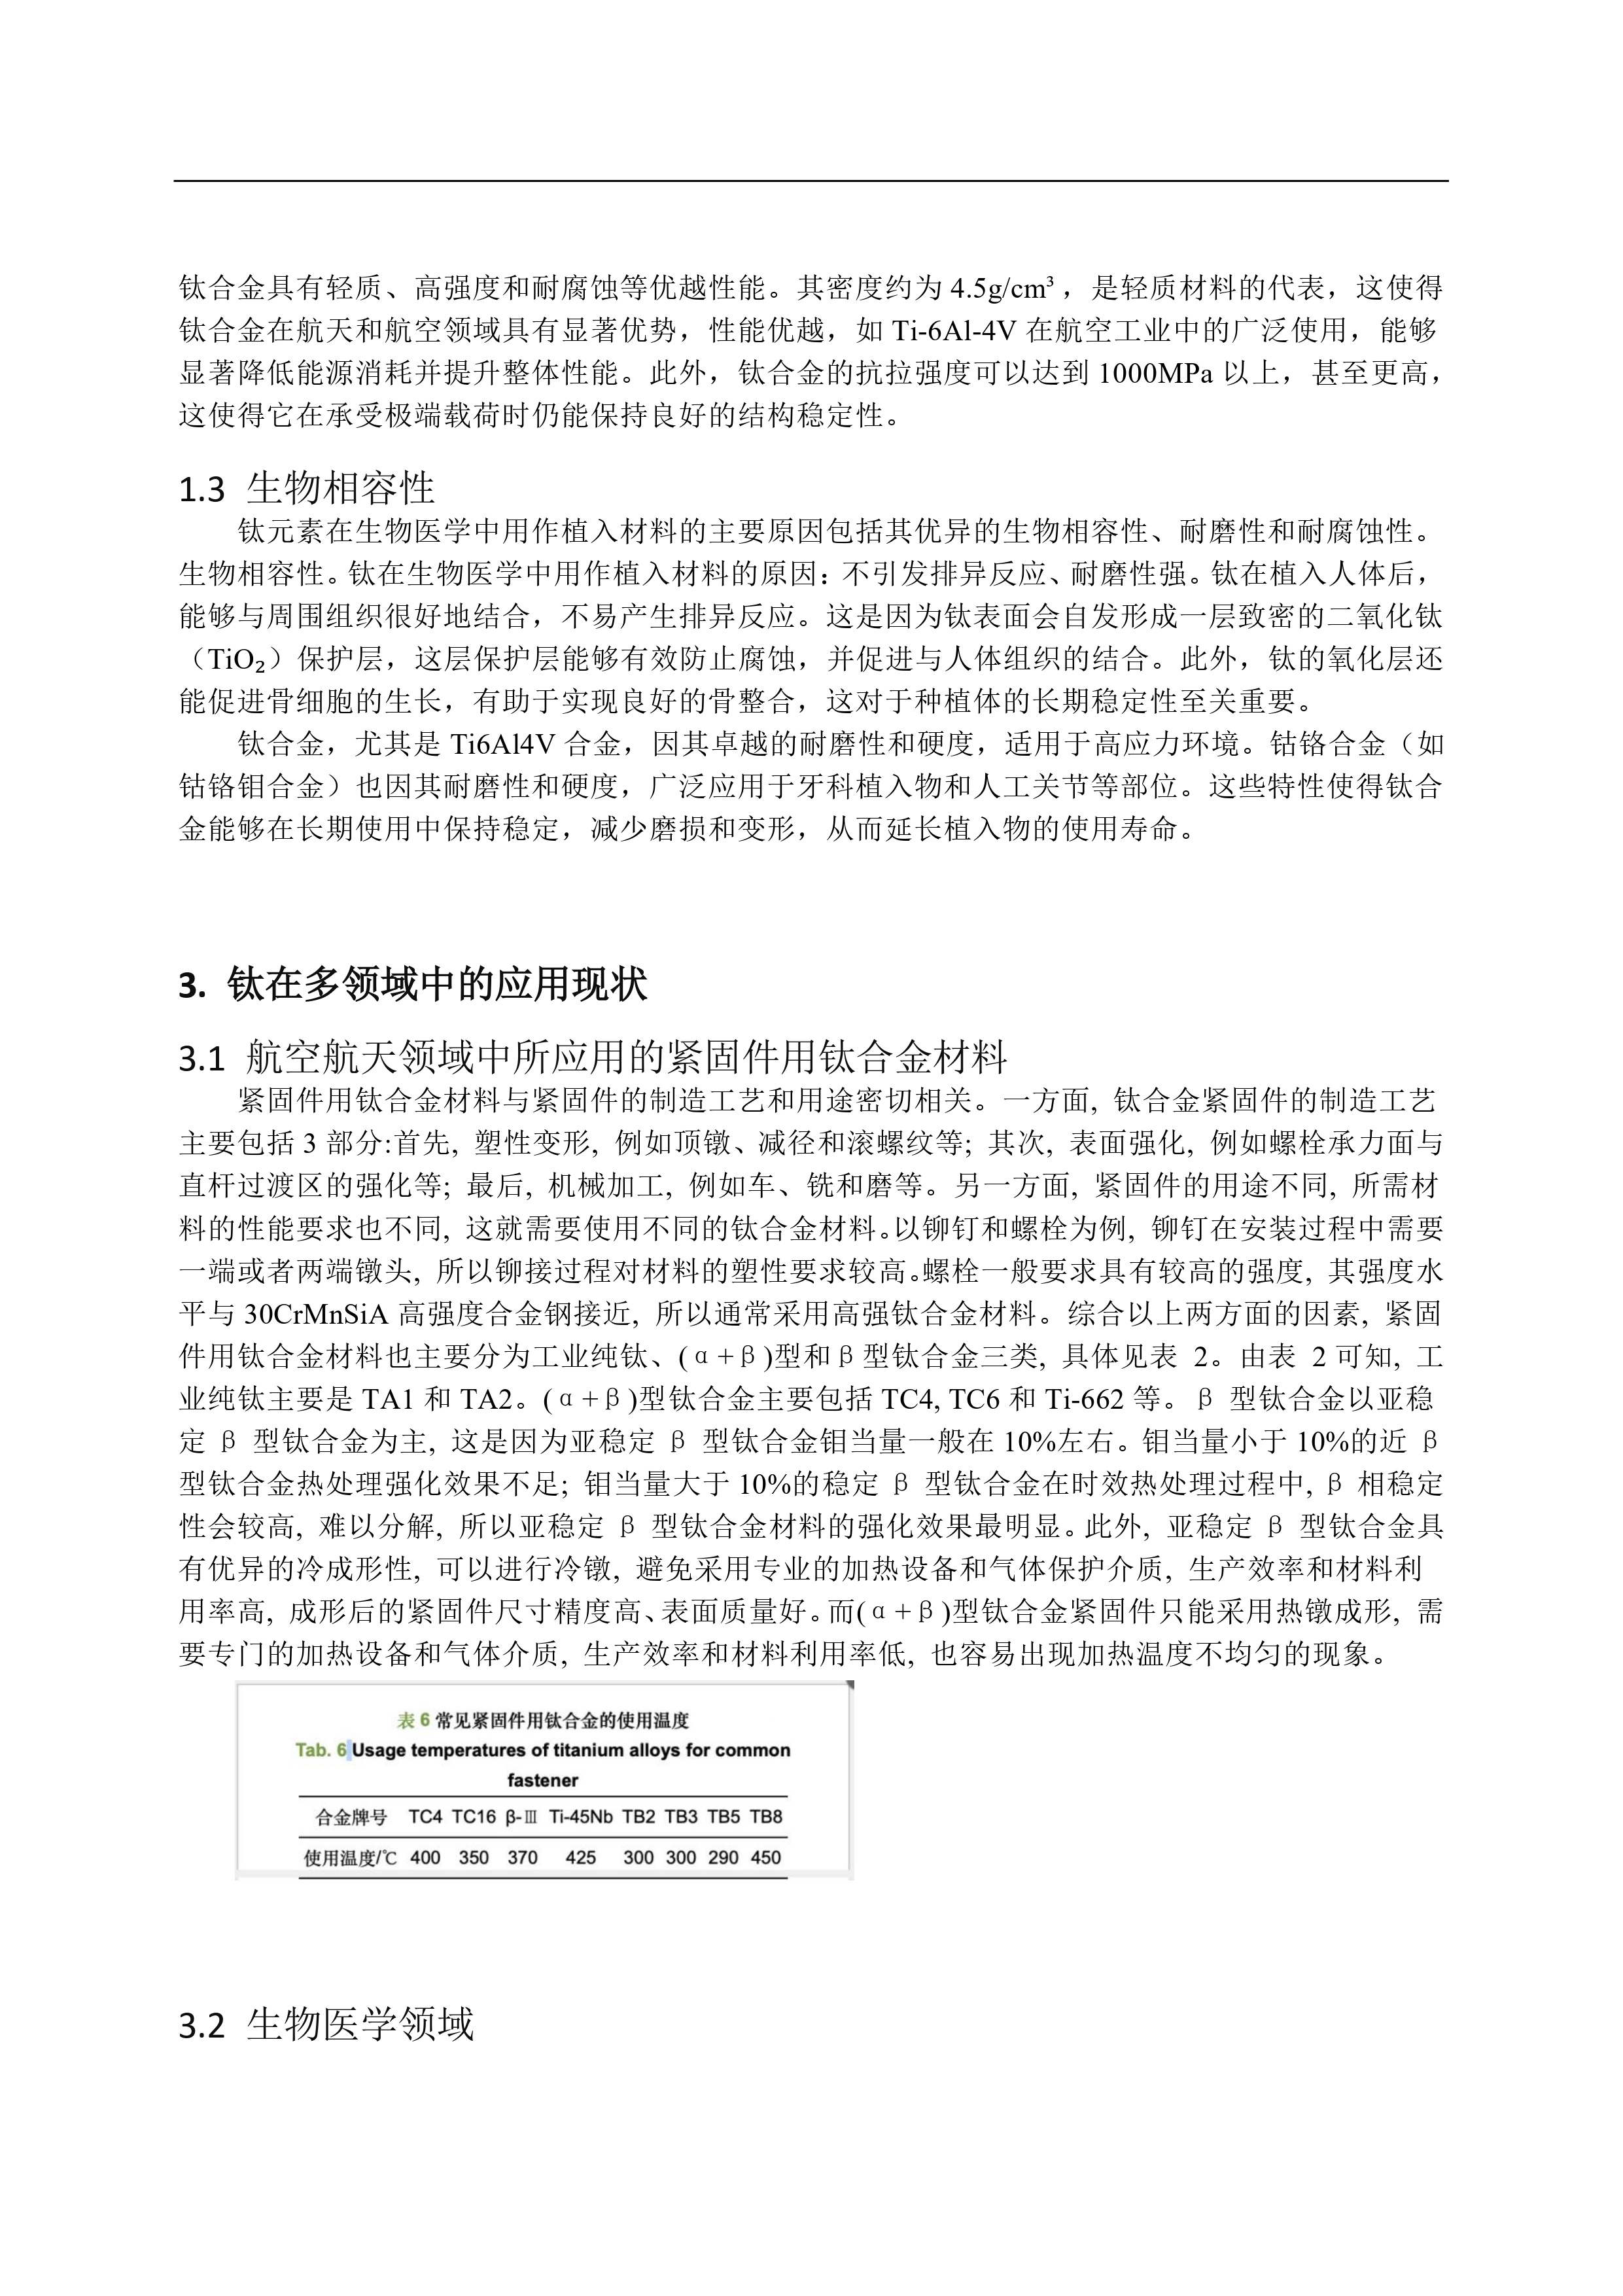 钛合金具有轻质、高强度和耐腐蚀等优越性能。其密度约为 4.5g/cm³，是轻质材料的代表，这使得
钛合金在航天和航空领域具有显著优势，性能优越，如 Ti-6Al-4V 在航空工业中的广泛使用，能够
显著降低能源消耗并提升整体性能。此外，钛合金的抗拉强度可以达到 1000MPa 以上，甚至更高，
这使得它在承受极端载荷时仍能保持良好的结构稳定性。
1.3 生物相容性
钛元素在生物医学中用作植入材料的主要原因包括其优异的生物相容性、耐磨性和耐腐蚀性。
生物相容性。钛在生物医学中用作植入材料的原因：不引发排异反应、耐磨性强。钛在植入人体后，
能够与周围组织很好地结合，不易产生排异反应。这是因为钛表面会自发形成一层致密的二氧化钛
（TiO₂）保护层，这层保护层能够有效防止腐蚀，并促进与人体组织的结合。此外，钛的氧化层还
能促进骨细胞的生长，有助于实现良好的骨整合，这对于种植体的长期稳定性至关重要。
钛合金，尤其是 Ti6Al4V 合金，因其卓越的耐磨性和硬度，适用于高应力环境。钴铬合金（如
钴铬钼合金）也因其耐磨性和硬度，广泛应用于牙科植入物和人工关节等部位。这些特性使得钛合
金能够在长期使用中保持稳定，减少磨损和变形，从而延长植入物的使用寿命。
3. 钛在多领域中的应用现状
3.1 航空航天领域中所应用的紧固件用钛合金材料
紧固件用钛合金材料与紧固件的制造工艺和用途密切相关。一方面, 钛合金紧固件的制造工艺
主要包括 3 部分:首先, 塑性变形, 例如顶镦、减径和滚螺纹等; 其次, 表面强化, 例如螺栓承力面与
直杆过渡区的强化等; 最后, 机械加工, 例如车、铣和磨等。另一方面, 紧固件的用途不同, 所需材
料的性能要求也不同, 这就需要使用不同的钛合金材料。以铆钉和螺栓为例, 铆钉在安装过程中需要
一端或者两端镦头, 所以铆接过程对材料的塑性要求较高。螺栓一般要求具有较高的强度, 其强度水
平与 30CrMnSiA 高强度合金钢接近, 所以通常采用高强钛合金材料。综合以上两方面的因素, 紧固
件用钛合金材料也主要分为工业纯钛、(α+β)型和β型钛合金三类, 具体见表 2。由表 2 可知, 工
业纯钛主要是 TA1 和 TA2。(α+β)型钛合金主要包括 TC4, TC6 和 Ti-662 等。 β 型钛合金以亚稳
定 β 型钛合金为主, 这是因为亚稳定 β 型钛合金钼当量一般在 10%左右。钼当量小于 10%的近 β
型钛合金热处理强化效果不足; 钼当量大于 10%的稳定 β 型钛合金在时效热处理过程中, β 相稳定
性会较高, 难以分解, 所以亚稳定 β 型钛合金材料的强化效果最明显。此外, 亚稳定 β 型钛合金具
有优异的冷成形性, 可以进行冷镦, 避免采用专业的加热设备和气体保护介质, 生产效率和材料利
用率高, 成形后的紧固件尺寸精度高、表面质量好。而(α+β)型钛合金紧固件只能采用热镦成形, 需
要专门的加热设备和气体介质, 生产效率和材料利用率低, 也容易出现加热温度不均匀的现象。
表 6 常见紧固件用钛合金的使用温度
Tab. 6 Usage temperatures of titanium alloys for common
fastener
合金牌号 TC4 TC16 β-Ⅲ Ti-45Nb TB2 TB3 TB5 TB8
使用温度/℃ 400 350 370 425 300 300 290 450
3.2 生物医学领域